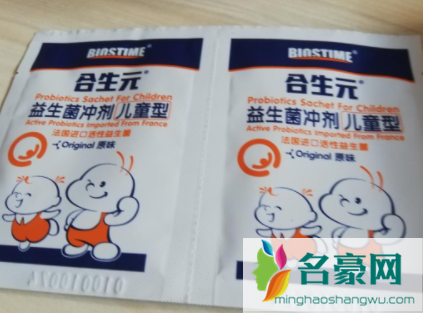 BIOSTIME®
合生元®
Probiotics Sachet For Children
益生菌冲剂 儿童型
Active Probiotics Imported From France
法国进口活性益生菌
Original 原味
BIOSTIME®
合生元®
Probiotics Sachet For Children
益生菌冲剂 儿童型
Active Probiotics Imported From France
法国进口活性益生菌
Original 原味
名豪网
minghaoshangwu.com